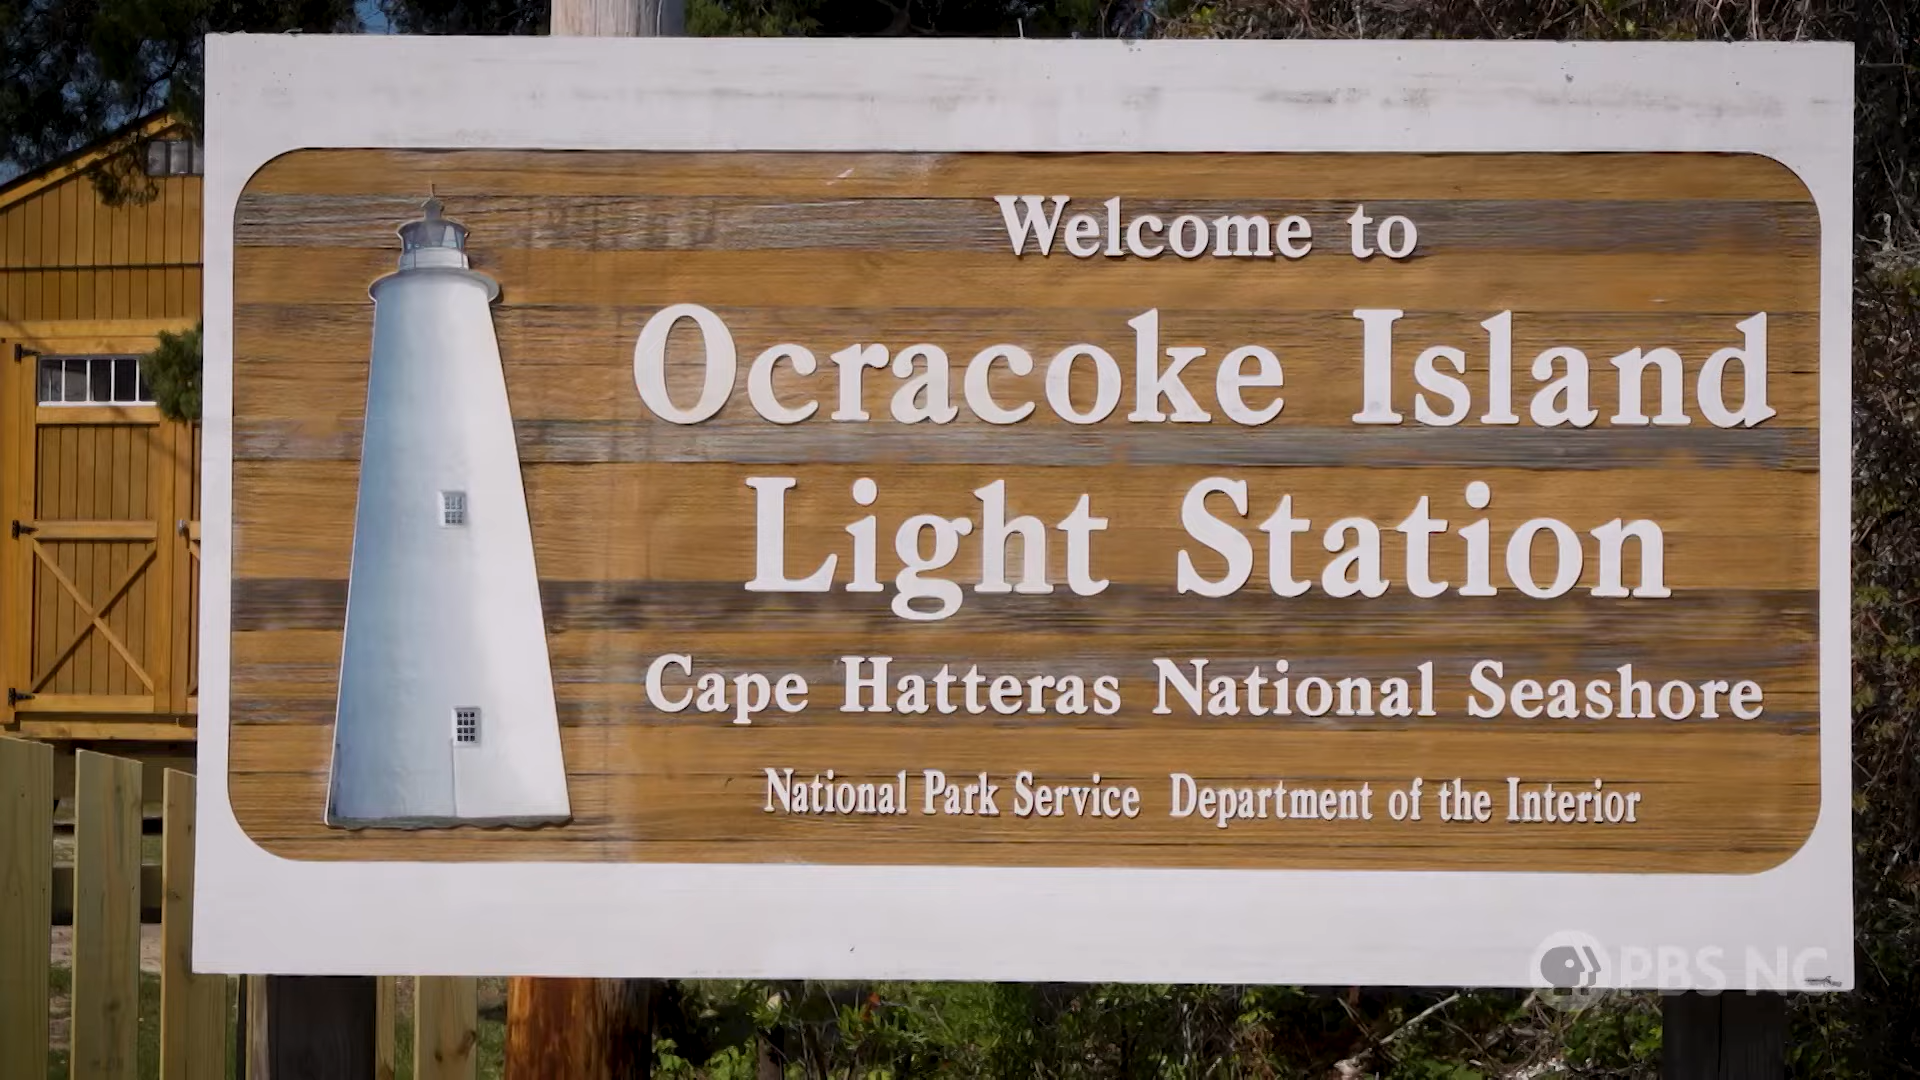 Welcome to
Ocracoke Island
Light Station
Cape Hatteras National Seashore
National Park Service Department of the Interior
PBS NC